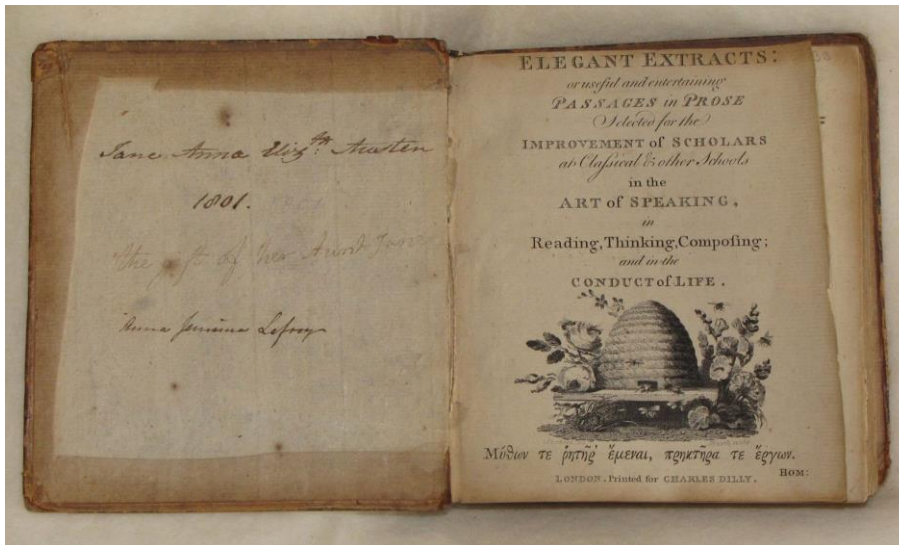 Jane Anna Eliz.th Austen
1801.
the gift of her Aunt Jane
Anna Jemima Lefroy
ELEGANT EXTRACTS:
or useful and entertaining
PASSAGES in PROSE
Selected for the
IMPROVEMENT of SCHOLARS
at Claſsical & other Schools
in the
ART of SPEAKING,
in
Reading, Thinking, Compoſing;
and in the
CONDUCT of LIFE.
Μύθων τε ῥητῆρ' ἔμεναι, πρηκτῆρα τε ἔργων.
HOM:
LONDON. Printed for CHARLES DILLY.